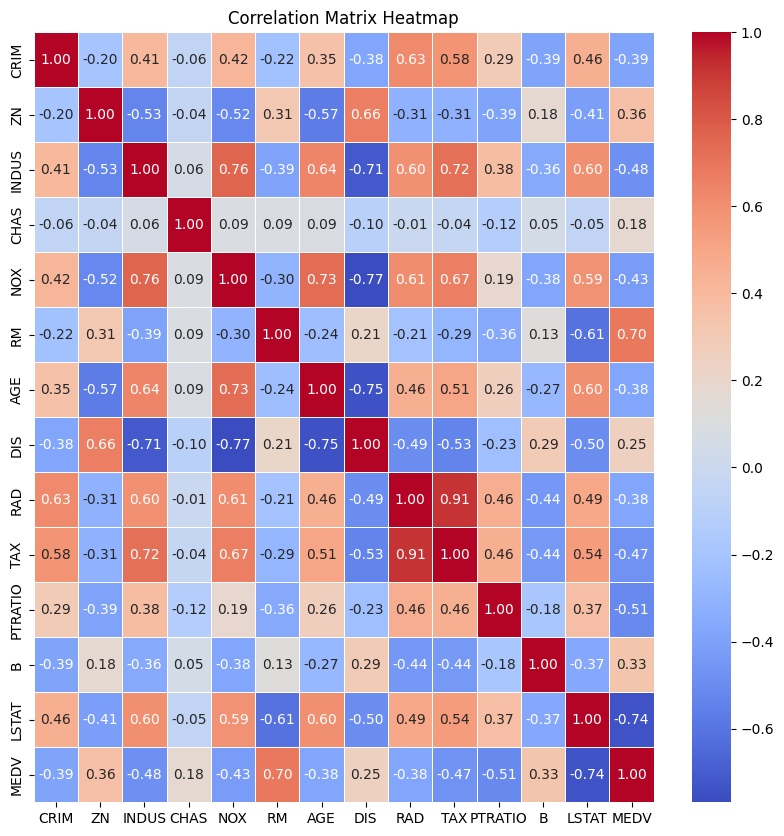 Correlation Matrix Heatmap
CRIM 1.00 -0.20 0.41 -0.06 0.42 -0.22 0.35 -0.38 0.63 0.58 0.29 -0.39 0.46 -0.39
ZN -0.20 1.00 -0.53 -0.04 -0.52 0.31 -0.57 0.66 -0.31 -0.31 -0.39 0.18 -0.41 0.36
INDUS 0.41 -0.53 1.00 0.06 0.76 -0.39 0.64 -0.71 0.60 0.72 0.38 -0.36 0.60 -0.48
CHAS -0.06 -0.04 0.06 1.00 0.09 0.09 0.09 -0.10 -0.01 -0.04 -0.12 0.05 -0.05 0.18
NOX 0.42 -0.52 0.76 0.09 1.00 -0.30 0.73 -0.77 0.61 0.67 0.19 -0.38 0.59 -0.43
RM -0.22 0.31 -0.39 0.09 -0.30 1.00 -0.24 0.21 -0.21 -0.29 -0.36 0.13 -0.61 0.70
AGE 0.35 -0.57 0.64 0.09 0.73 -0.24 1.00 -0.75 0.46 0.51 0.26 -0.27 0.60 -0.38
DIS -0.38 0.66 -0.71 -0.10 -0.77 0.21 -0.75 1.00 -0.49 -0.53 -0.23 0.29 -0.50 0.25
RAD 0.63 -0.31 0.60 -0.01 0.61 -0.21 0.46 -0.49 1.00 0.91 0.46 -0.44 0.49 -0.38
TAX 0.58 -0.31 0.72 -0.04 0.67 -0.29 0.51 -0.53 0.91 1.00 0.46 -0.44 0.54 -0.47
PTRATIO 0.29 -0.39 0.38 -0.12 0.19 -0.36 0.26 -0.23 0.46 0.46 1.00 -0.18 0.37 -0.51
B -0.39 0.18 -0.36 0.05 -0.38 0.13 -0.27 0.29 -0.44 -0.44 -0.18 1.00 -0.37 0.33
LSTAT 0.46 -0.41 0.60 -0.05 0.59 -0.61 0.60 -0.50 0.49 0.54 0.37 -0.37 1.00 -0.74
MEDV -0.39 0.36 -0.48 0.18 -0.43 0.70 -0.38 0.25 -0.38 -0.47 -0.51 0.33 -0.74 1.00
CRIM ZN INDUS CHAS NOX RM AGE DIS RAD TAX PTRATIO B LSTAT MEDV
1.0
0.8
0.6
0.4
0.2
0.0
−0.2
−0.4
−0.6